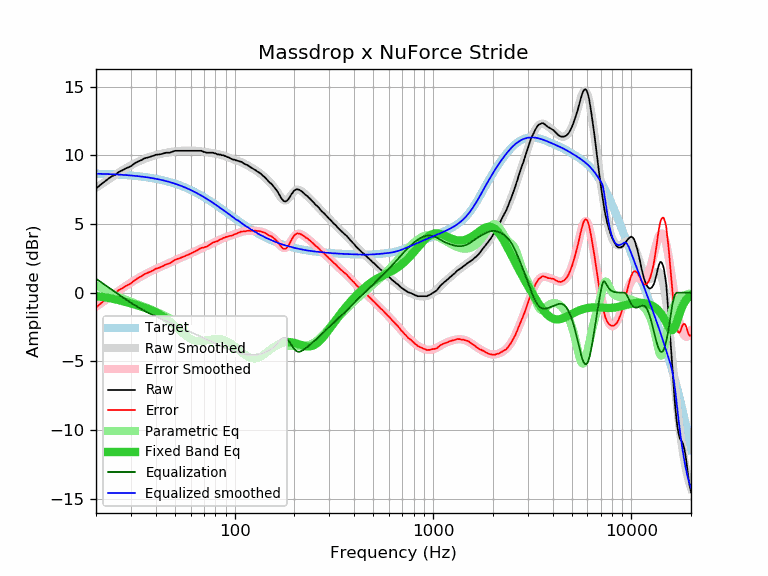 Massdrop x NuForce Stride
Amplitude (dBr)
15
10
5
0
−5
−10
−15
Target
Raw Smoothed
Error Smoothed
Raw
Error
Parametric Eq
Fixed Band Eq
Equalization
Equalized smoothed
100 1000 10000
Frequency (Hz)